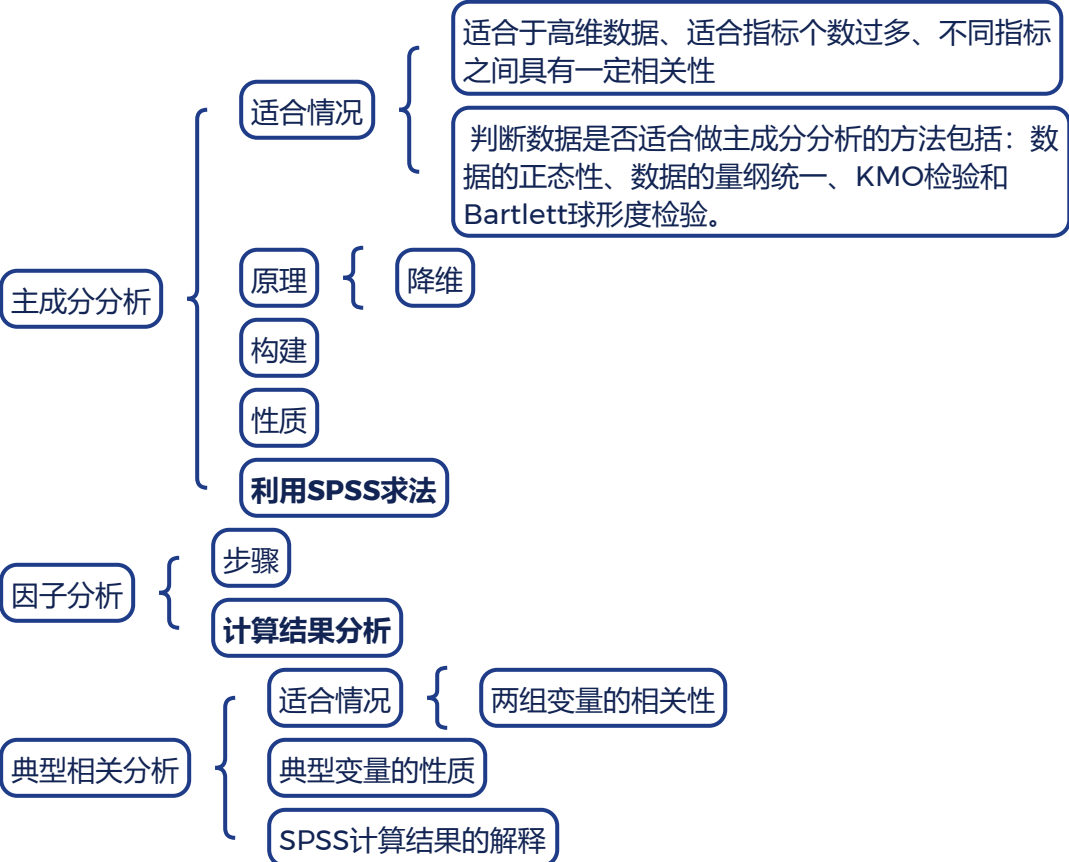 适合于高维数据、适合指标个数过多、不同指标
之间具有一定相关性
适合情况
判断数据是否适合做主成分分析的方法包括：数
据的正态性、数据的量纲统一、KMO检验和
Bartlett球形度检验。
主成分分析
原理
降维
构建
性质
利用SPSS求法
因子分析
步骤
计算结果分析
典型相关分析
适合情况
两组变量的相关性
典型变量的性质
SPSS计算结果的解释